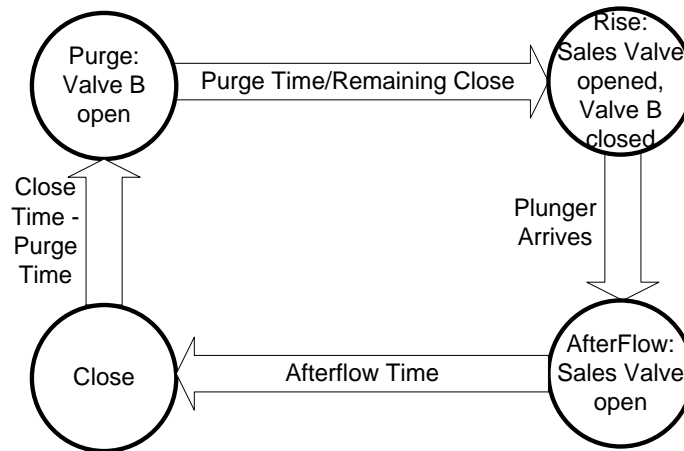 Purge:
Valve B
open
Purge Time/Remaining Close
Rise:
Sales Valve
opened,
Valve B
closed
Close
Time -
Purge
Time
Plunger
Arrives
Close
Afterflow Time
AfterFlow:
Sales Valve
open